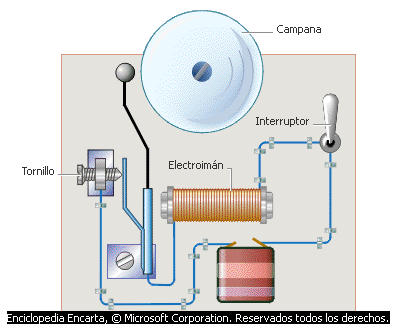 Campana
Interruptor
Electroimán
Tornillo
Enciclopedia Encarta, © Microsoft Corporation. Reservados todos los derechos.